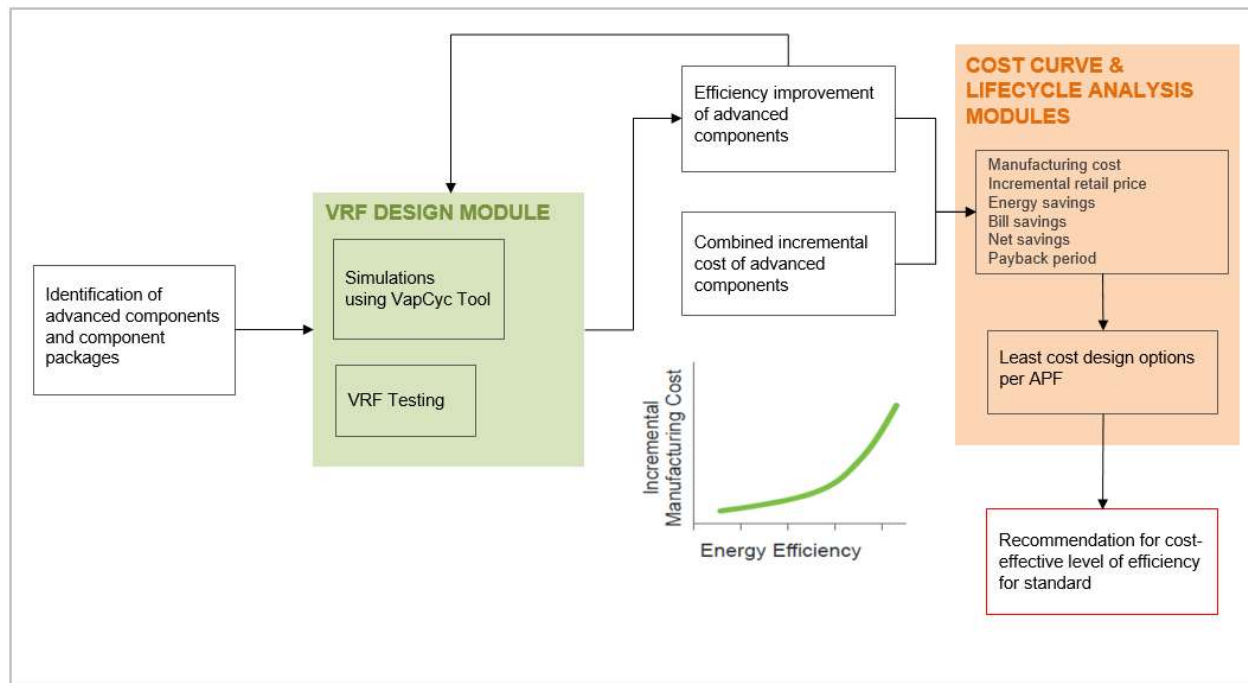 Identification of
advanced components
and component
packages
VRF DESIGN MODULE
Simulations
using VapCyc Tool
VRF Testing
Efficiency improvement
of advanced
components
Combined incremental
cost of advanced
components
Incremental
Manufacturing Cost
Energy Efficiency
COST CURVE &
LIFECYCLE ANALYSIS
MODULES
Manufacturing cost
Incremental retail price
Energy savings
Bill savings
Net savings
Payback period
Least cost design options
per APF
Recommendation for cost-
effective level of efficiency
for standard